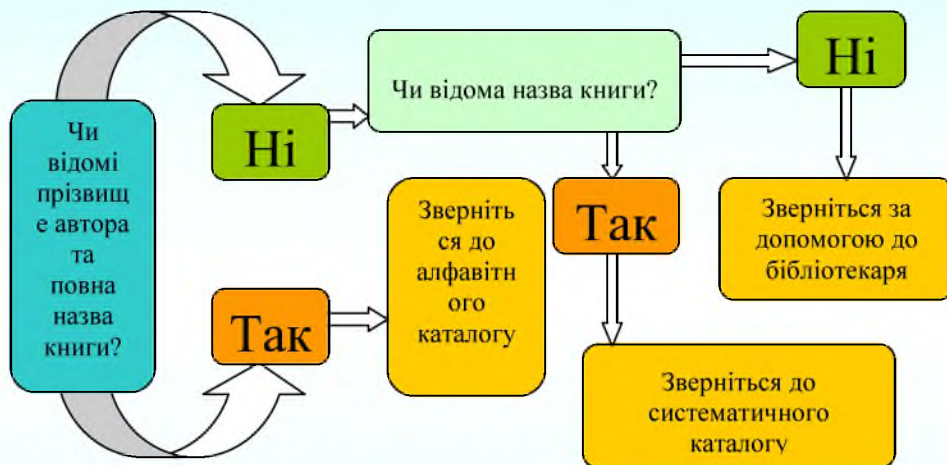 Чи
відомі
прізвищ
е автора
та
повна
назва
книги?
Ні
Чи відома назва книги?
Ні
Так
Зверніть
ся до
алфавітн
ого
каталогу
Так
Зверніться за
допомогою до
бібліотекаря
Зверніться до
систематичного
каталогу